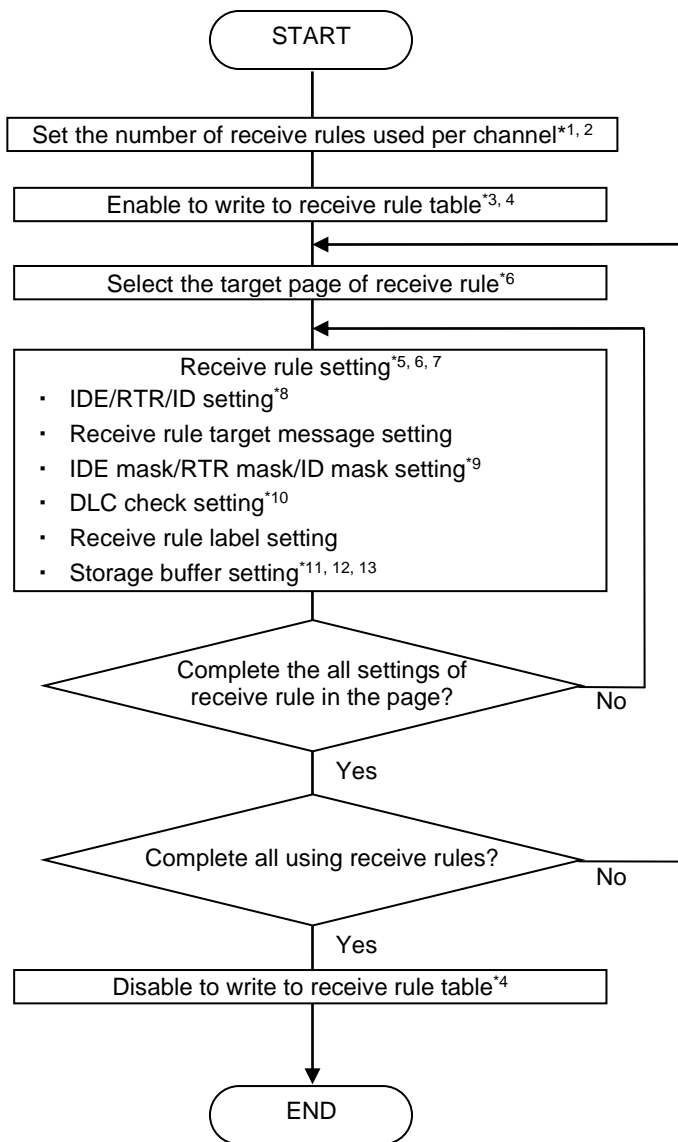 START
Set the number of receive rules used per channel*1, 2
Enable to write to receive rule table*3, 4
Select the target page of receive rule*6
Receive rule setting*5, 6, 7
・ IDE/RTR/ID setting*8
・ Receive rule target message setting
・ IDE mask/RTR mask/ID mask setting*9
・ DLC check setting*10
・ Receive rule label setting
・ Storage buffer setting*11, 12, 13
Complete the all settings of
receive rule in the page?
No
Yes
Complete all using receive rules?
No
Yes
Disable to write to receive rule table*4
END